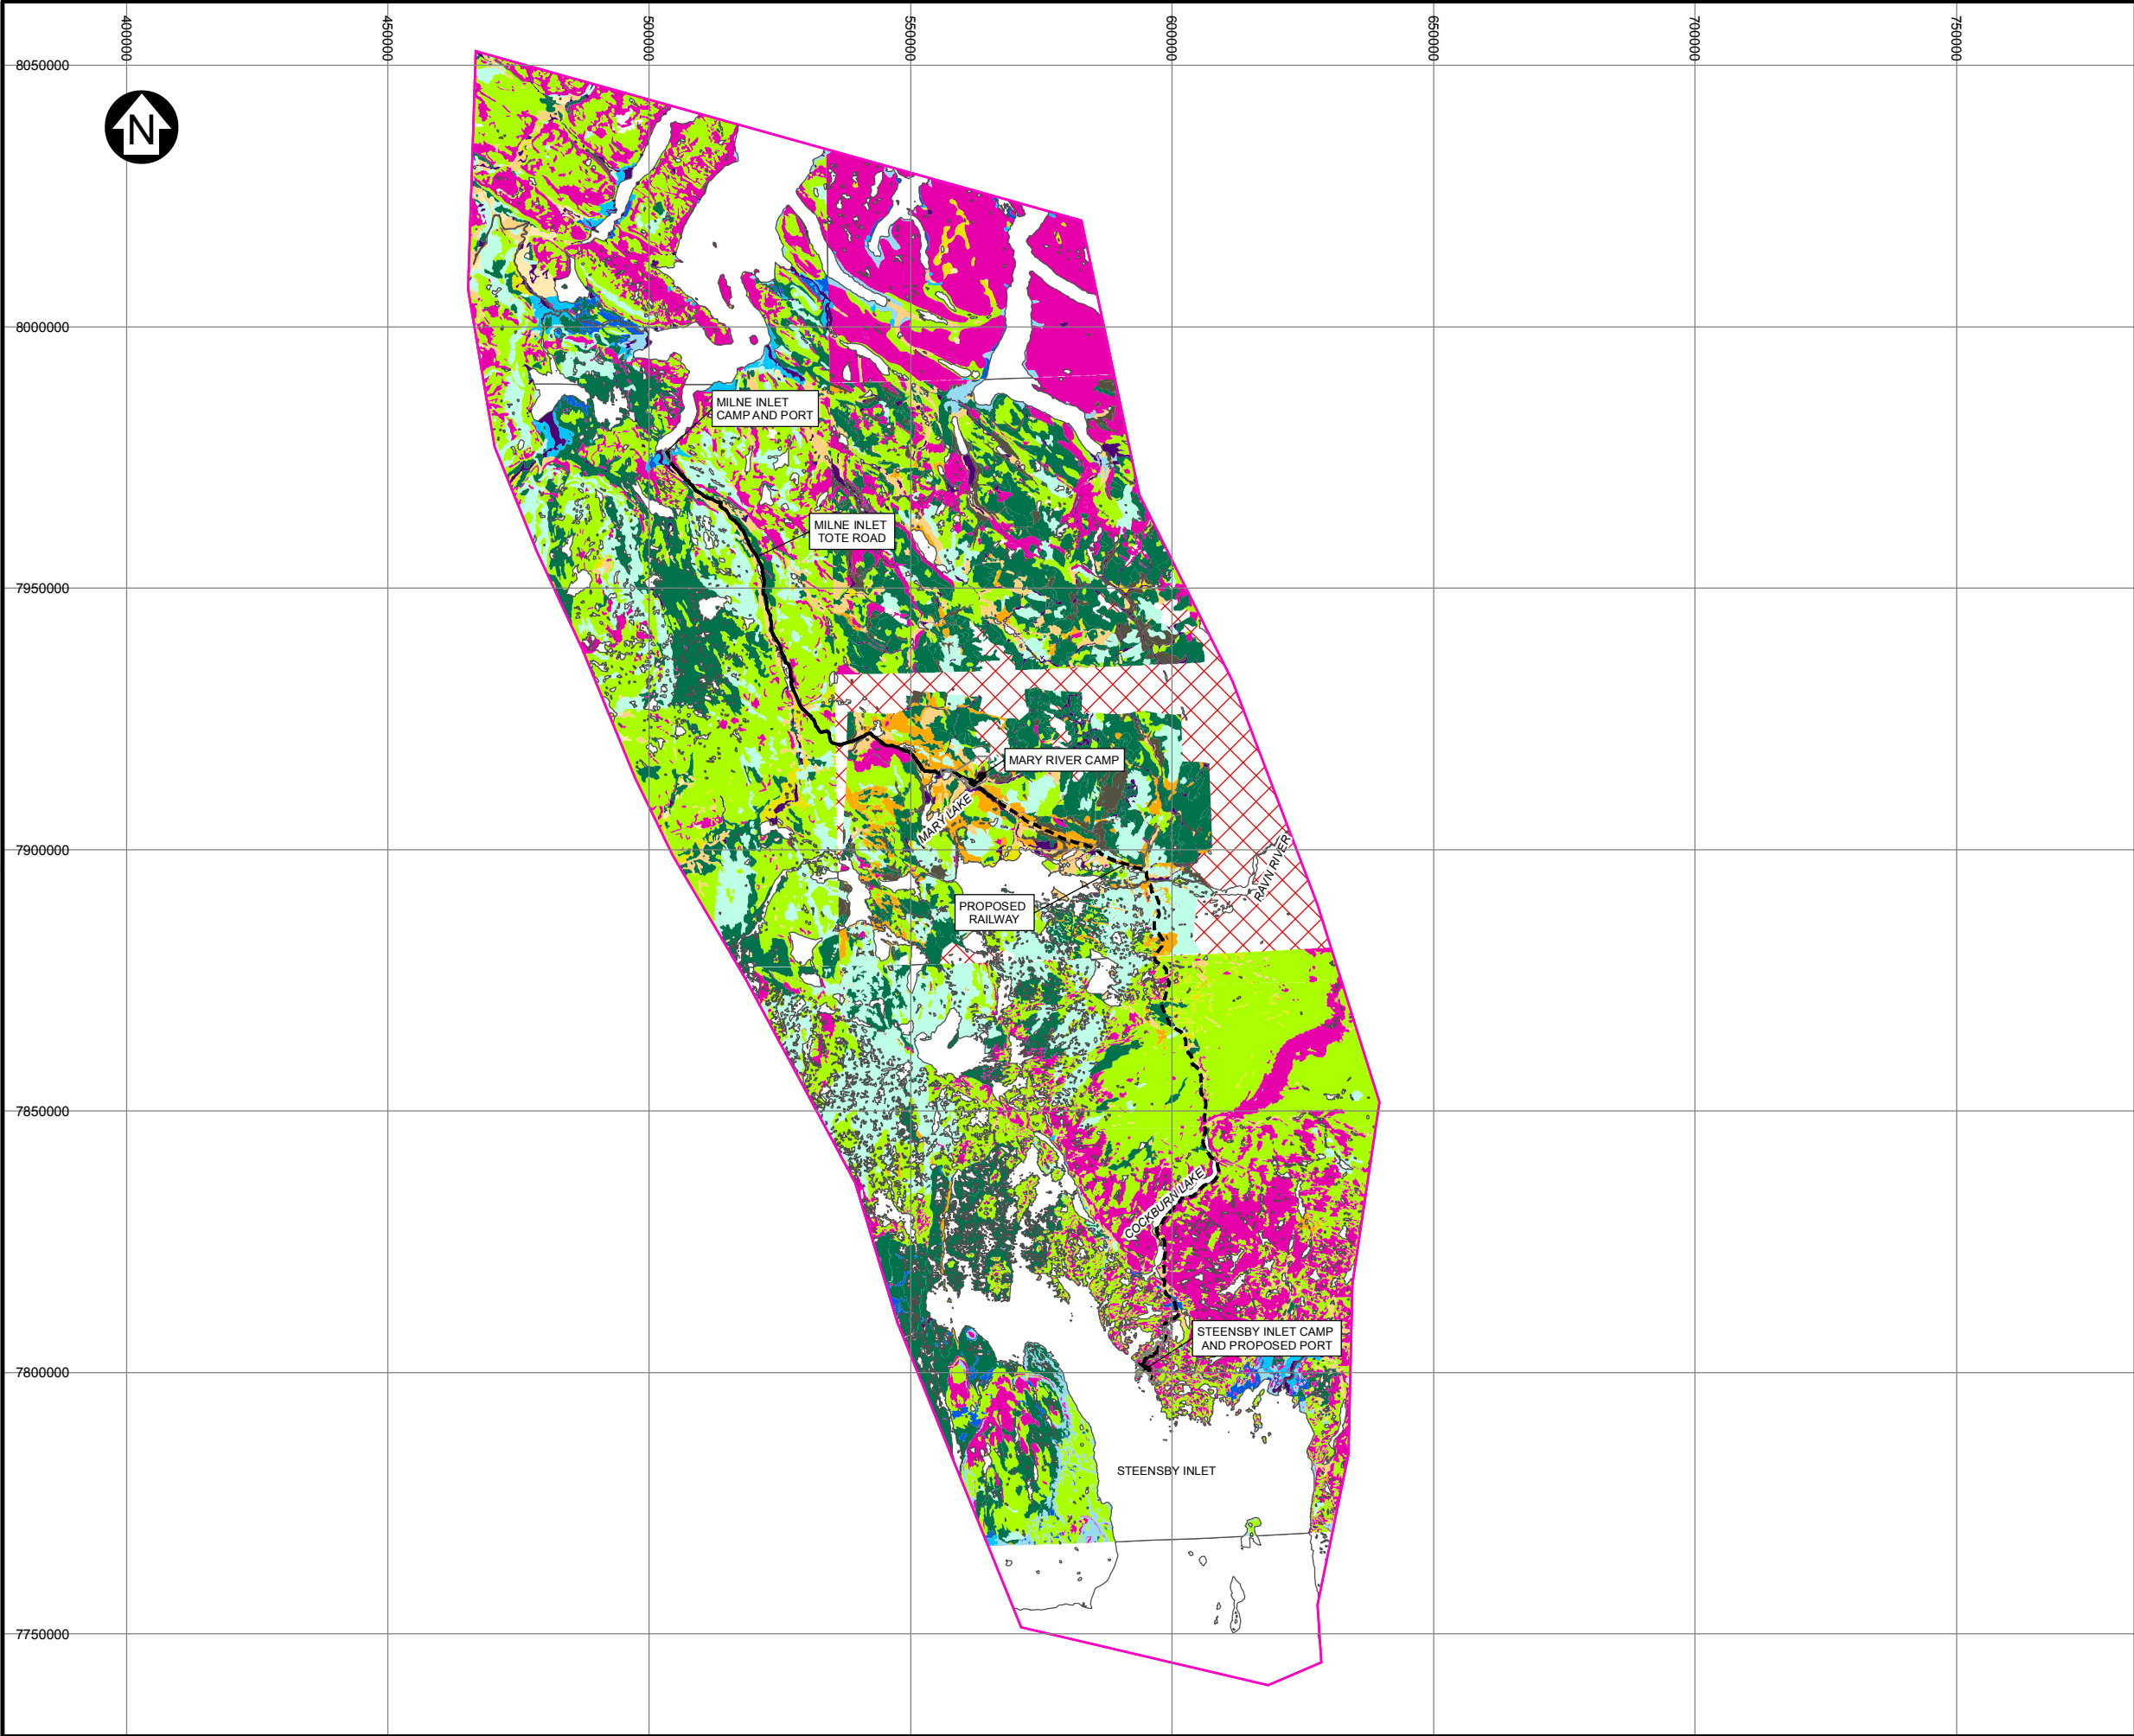 400000
450000
500000
550000
600000
650000
700000
750000
8050000
N
8000000
MILNE INLET
CAMP AND PORT
MILNE INLET
TOTE ROAD
7950000
MARY RIVER CAMP
MARY LAKE
7900000
RAVN RIVER
PROPOSED
RAILWAY
7850000
COCKBURN LAKE
STEENSBY INLET CAMP
AND PROPOSED PORT
7800000
STEENSBY INLET
7750000